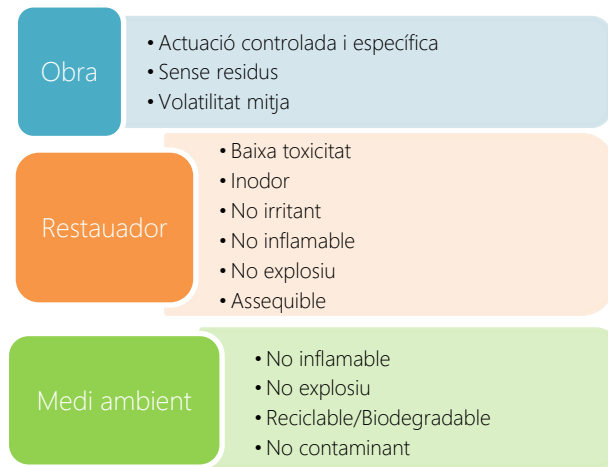 Obra
• Actuació controlada i específica
• Sense residus
• Volatilitat mitja
Restauador
• Baixa toxicitat
• Inodor
• No irritant
• No inflamable
• No explosiu
• Assequible
Medi ambient
• No inflamable
• No explosiu
• Reciclable/Biodegradable
• No contaminant